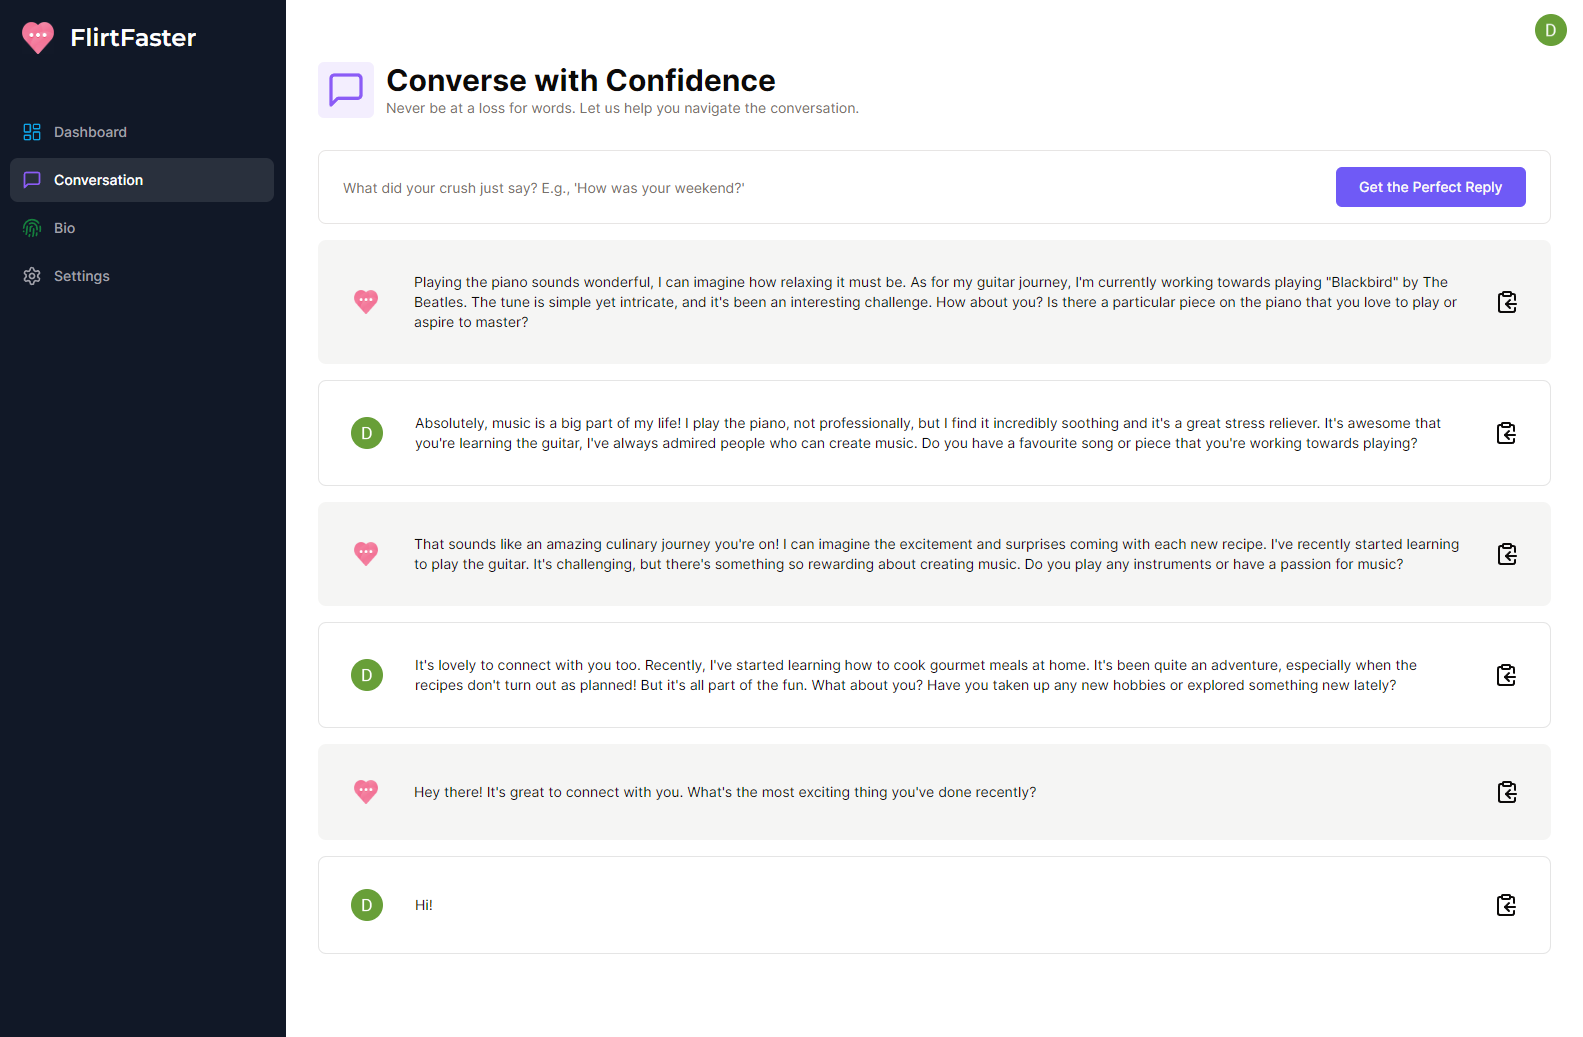 FlirtFaster
Dashboard
Conversation
Bio
Settings
D
Converse with Confidence
Never be at a loss for words. Let us help you navigate the conversation.
What did your crush just say? E.g., 'How was your weekend?'
Get the Perfect Reply
Playing the piano sounds wonderful, I can imagine how relaxing it must be. As for my guitar journey, I'm currently working towards playing "Blackbird" by The
Beatles. The tune is simple yet intricate, and it's been an interesting challenge. How about you? Is there a particular piece on the piano that you love to play or
aspire to master?
D
Absolutely, music is a big part of my life! I play the piano, not professionally, but I find it incredibly soothing and it's a great stress reliever. It's awesome that
you're learning the guitar, I've always admired people who can create music. Do you have a favourite song or piece that you're working towards playing?
That sounds like an amazing culinary journey you're on! I can imagine the excitement and surprises coming with each new recipe. I've recently started learning
to play the guitar. It's challenging, but there's something so rewarding about creating music. Do you play any instruments or have a passion for music?
D
It's lovely to connect with you too. Recently, I've started learning how to cook gourmet meals at home. It's been quite an adventure, especially when the
recipes don't turn out as planned! But it's all part of the fun. What about you? Have you taken up any new hobbies or explored something new lately?
Hey there! It's great to connect with you. What's the most exciting thing you've done recently?
D
Hi!